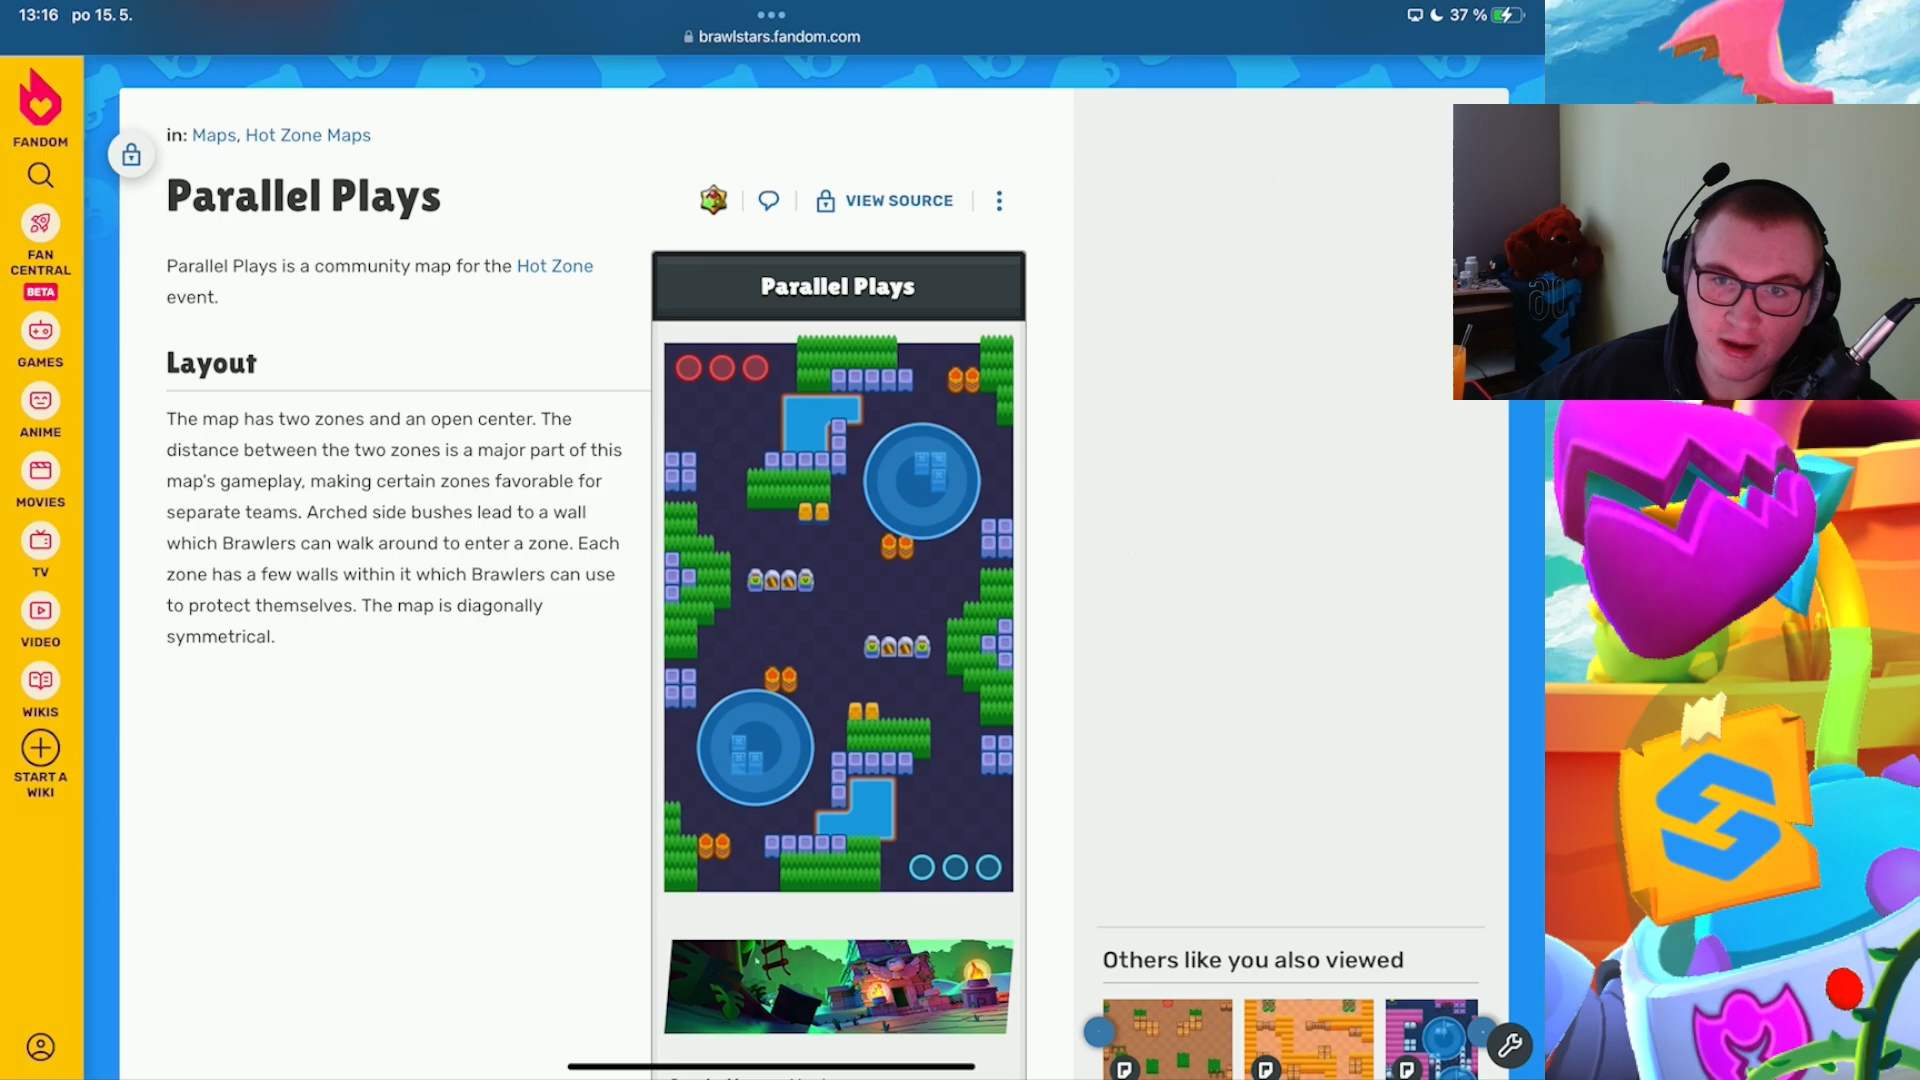 13:16 po 15. 5.
37 %
brawlstars.fandom.com
FANDOM
FAN
CENTRAL
BETA
GAMES
ANIME
MOVIES
TV
VIDEO
WIKIS
START A
WIKI
in: Maps, Hot Zone Maps
Parallel Plays
VIEW SOURCE
Parallel Plays is a community map for the Hot Zone
event.
Layout
The map has two zones and an open center. The
distance between the two zones is a major part of this
map's gameplay, making certain zones favorable for
separate teams. Arched side bushes lead to a wall
which Brawlers can walk around to enter a zone. Each
zone has a few walls within it which Brawlers can use
to protect themselves. The map is diagonally
symmetrical.
Parallel Plays
Others like you also viewed